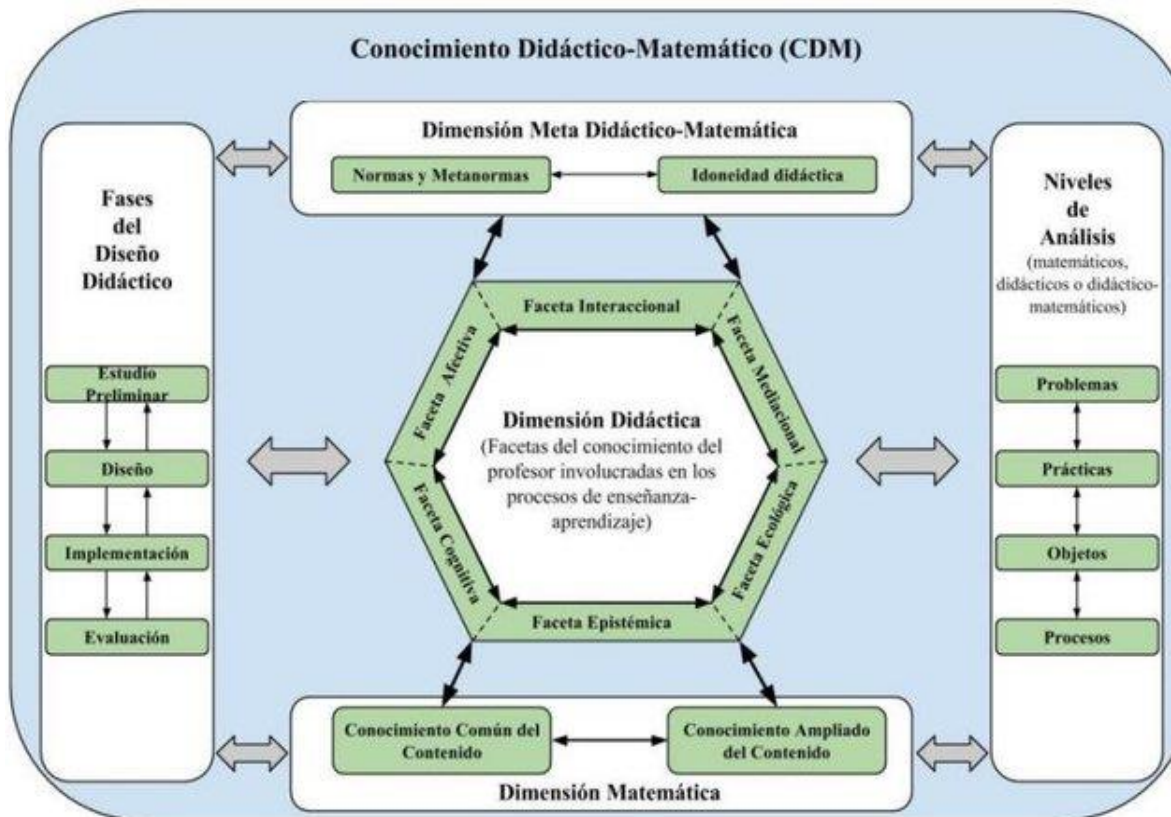 Conocimiento Didáctico-Matemático (CDM)
Dimensión Meta Didáctico-Matemática
Normas y Metanormas
Idoneidad didáctica
Fases
del
Diseño
Didáctico
Estudio
Preliminar
Diseño
Implementación
Evaluación
Faceta Interaccional
Faceta Afectiva
Faceta Mediacional
Dimensión Didáctica
(Facetas del conocimiento del
profesor involucradas en los
procesos de enseñanza-
aprendizaje)
Faceta Cognitiva
Faceta Ecológica
Faceta Epistémica
Niveles
de
Análisis
(matemáticos,
didácticos o didáctico-
matemáticos)
Problemas
Prácticas
Objetos
Procesos
Conocimiento Común del
Contenido
Conocimiento Ampliado
del Contenido
Dimensión Matemática